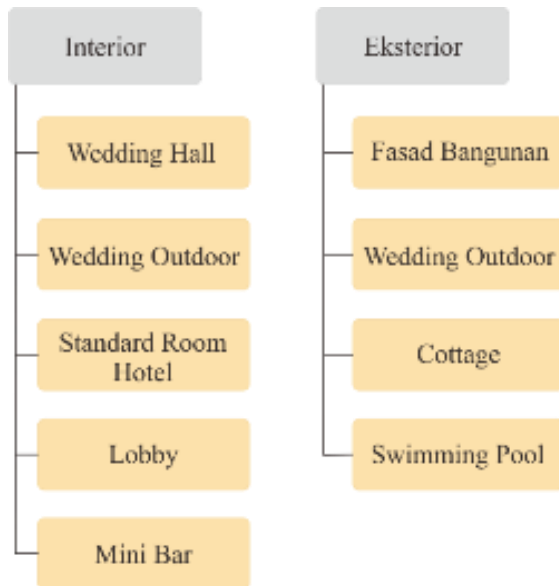 Interior
Wedding Hall
Wedding Outdoor
Standard Room
Hotel
Lobby
Mini Bar
Eksterior
Fasad Bangunan
Wedding Outdoor
Cottage
Swimming Pool